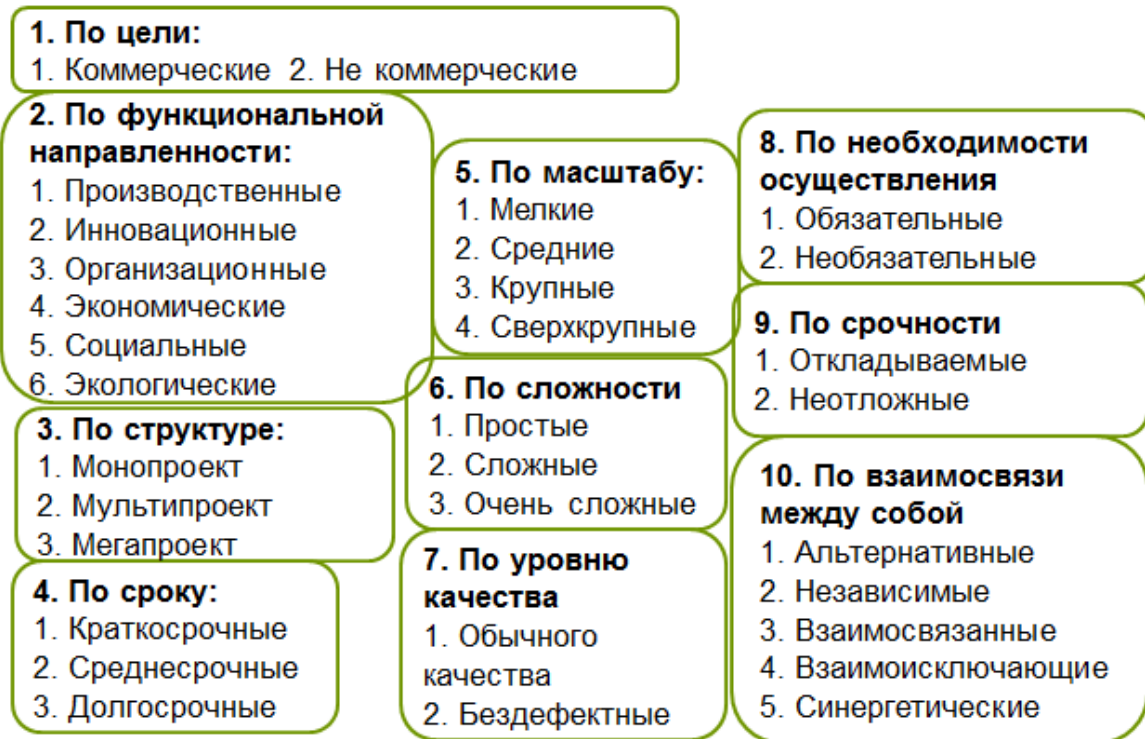 1. По цели:
1. Коммерческие 2. Не коммерческие
2. По функциональной
направленности:
1. Производственные
2. Инновационные
3. Организационные
4. Экономические
5. Социальные
6. Экологические
3. По структуре:
1. Монопроект
2. Мультипроект
3. Мегапроект
4. По сроку:
1. Краткосрочные
2. Среднесрочные
3. Долгосрочные
5. По масштабу:
1. Мелкие
2. Средние
3. Крупные
4. Сверхкрупные
6. По сложности
1. Простые
2. Сложные
3. Очень сложные
7. По уровню
качества
1. Обычного
качества
2. Бездефектные
8. По необходимости
осуществления
1. Обязательные
2. Необязательные
9. По срочности
1. Откладываемые
2. Неотложные
10. По взаимосвязи
между собой
1. Альтернативные
2. Независимые
3. Взаимосвязанные
4. Взаимоисключающие
5. Синергетические